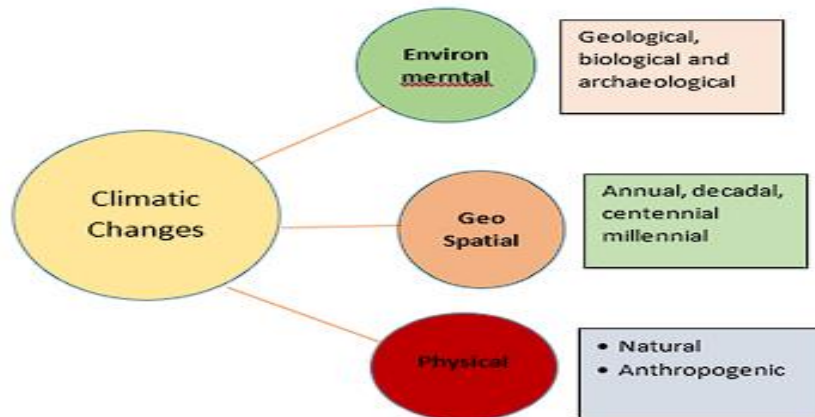 Environ
merntal
Geological,
biological and
archaeological
Climatic
Changes
Geo
Spatial
Annual, decadal,
centennial
millennial
Physical
• Natural
• Anthropogenic